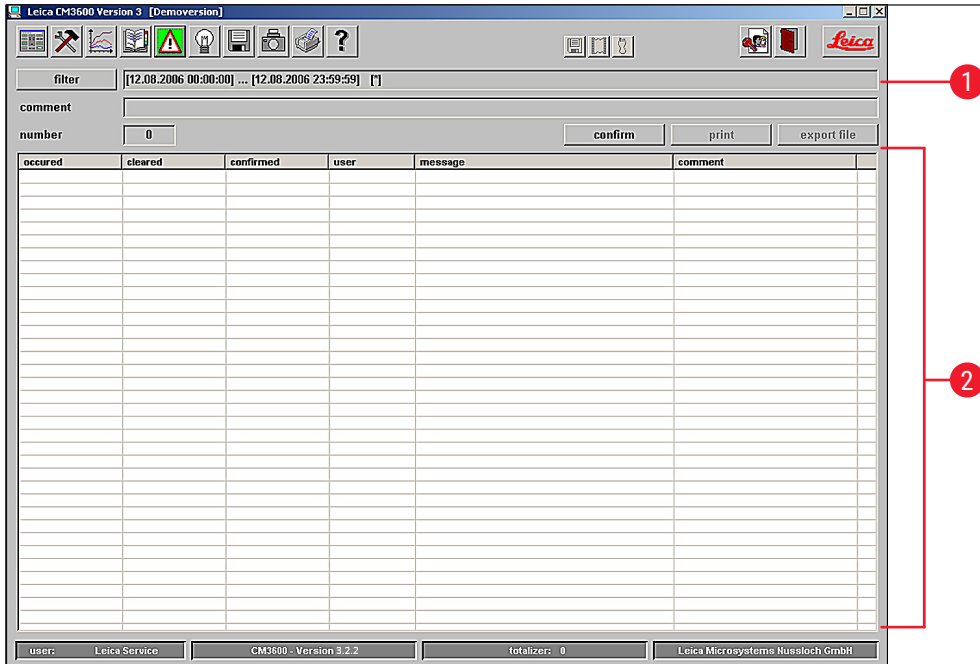 Leica CM3600 Version 3 [Demoversion]
?
Leica
filter [12.08.2006 00:00:00] ... [12.08.2006 23:59:59] [*]
1
comment
number 0 confirm print export file
occured cleared confirmed user message comment
2
user: Leica Service CM3600 - Version 3.2.2 totalizer: 0 Leica Microsystems Nussloch GmbH